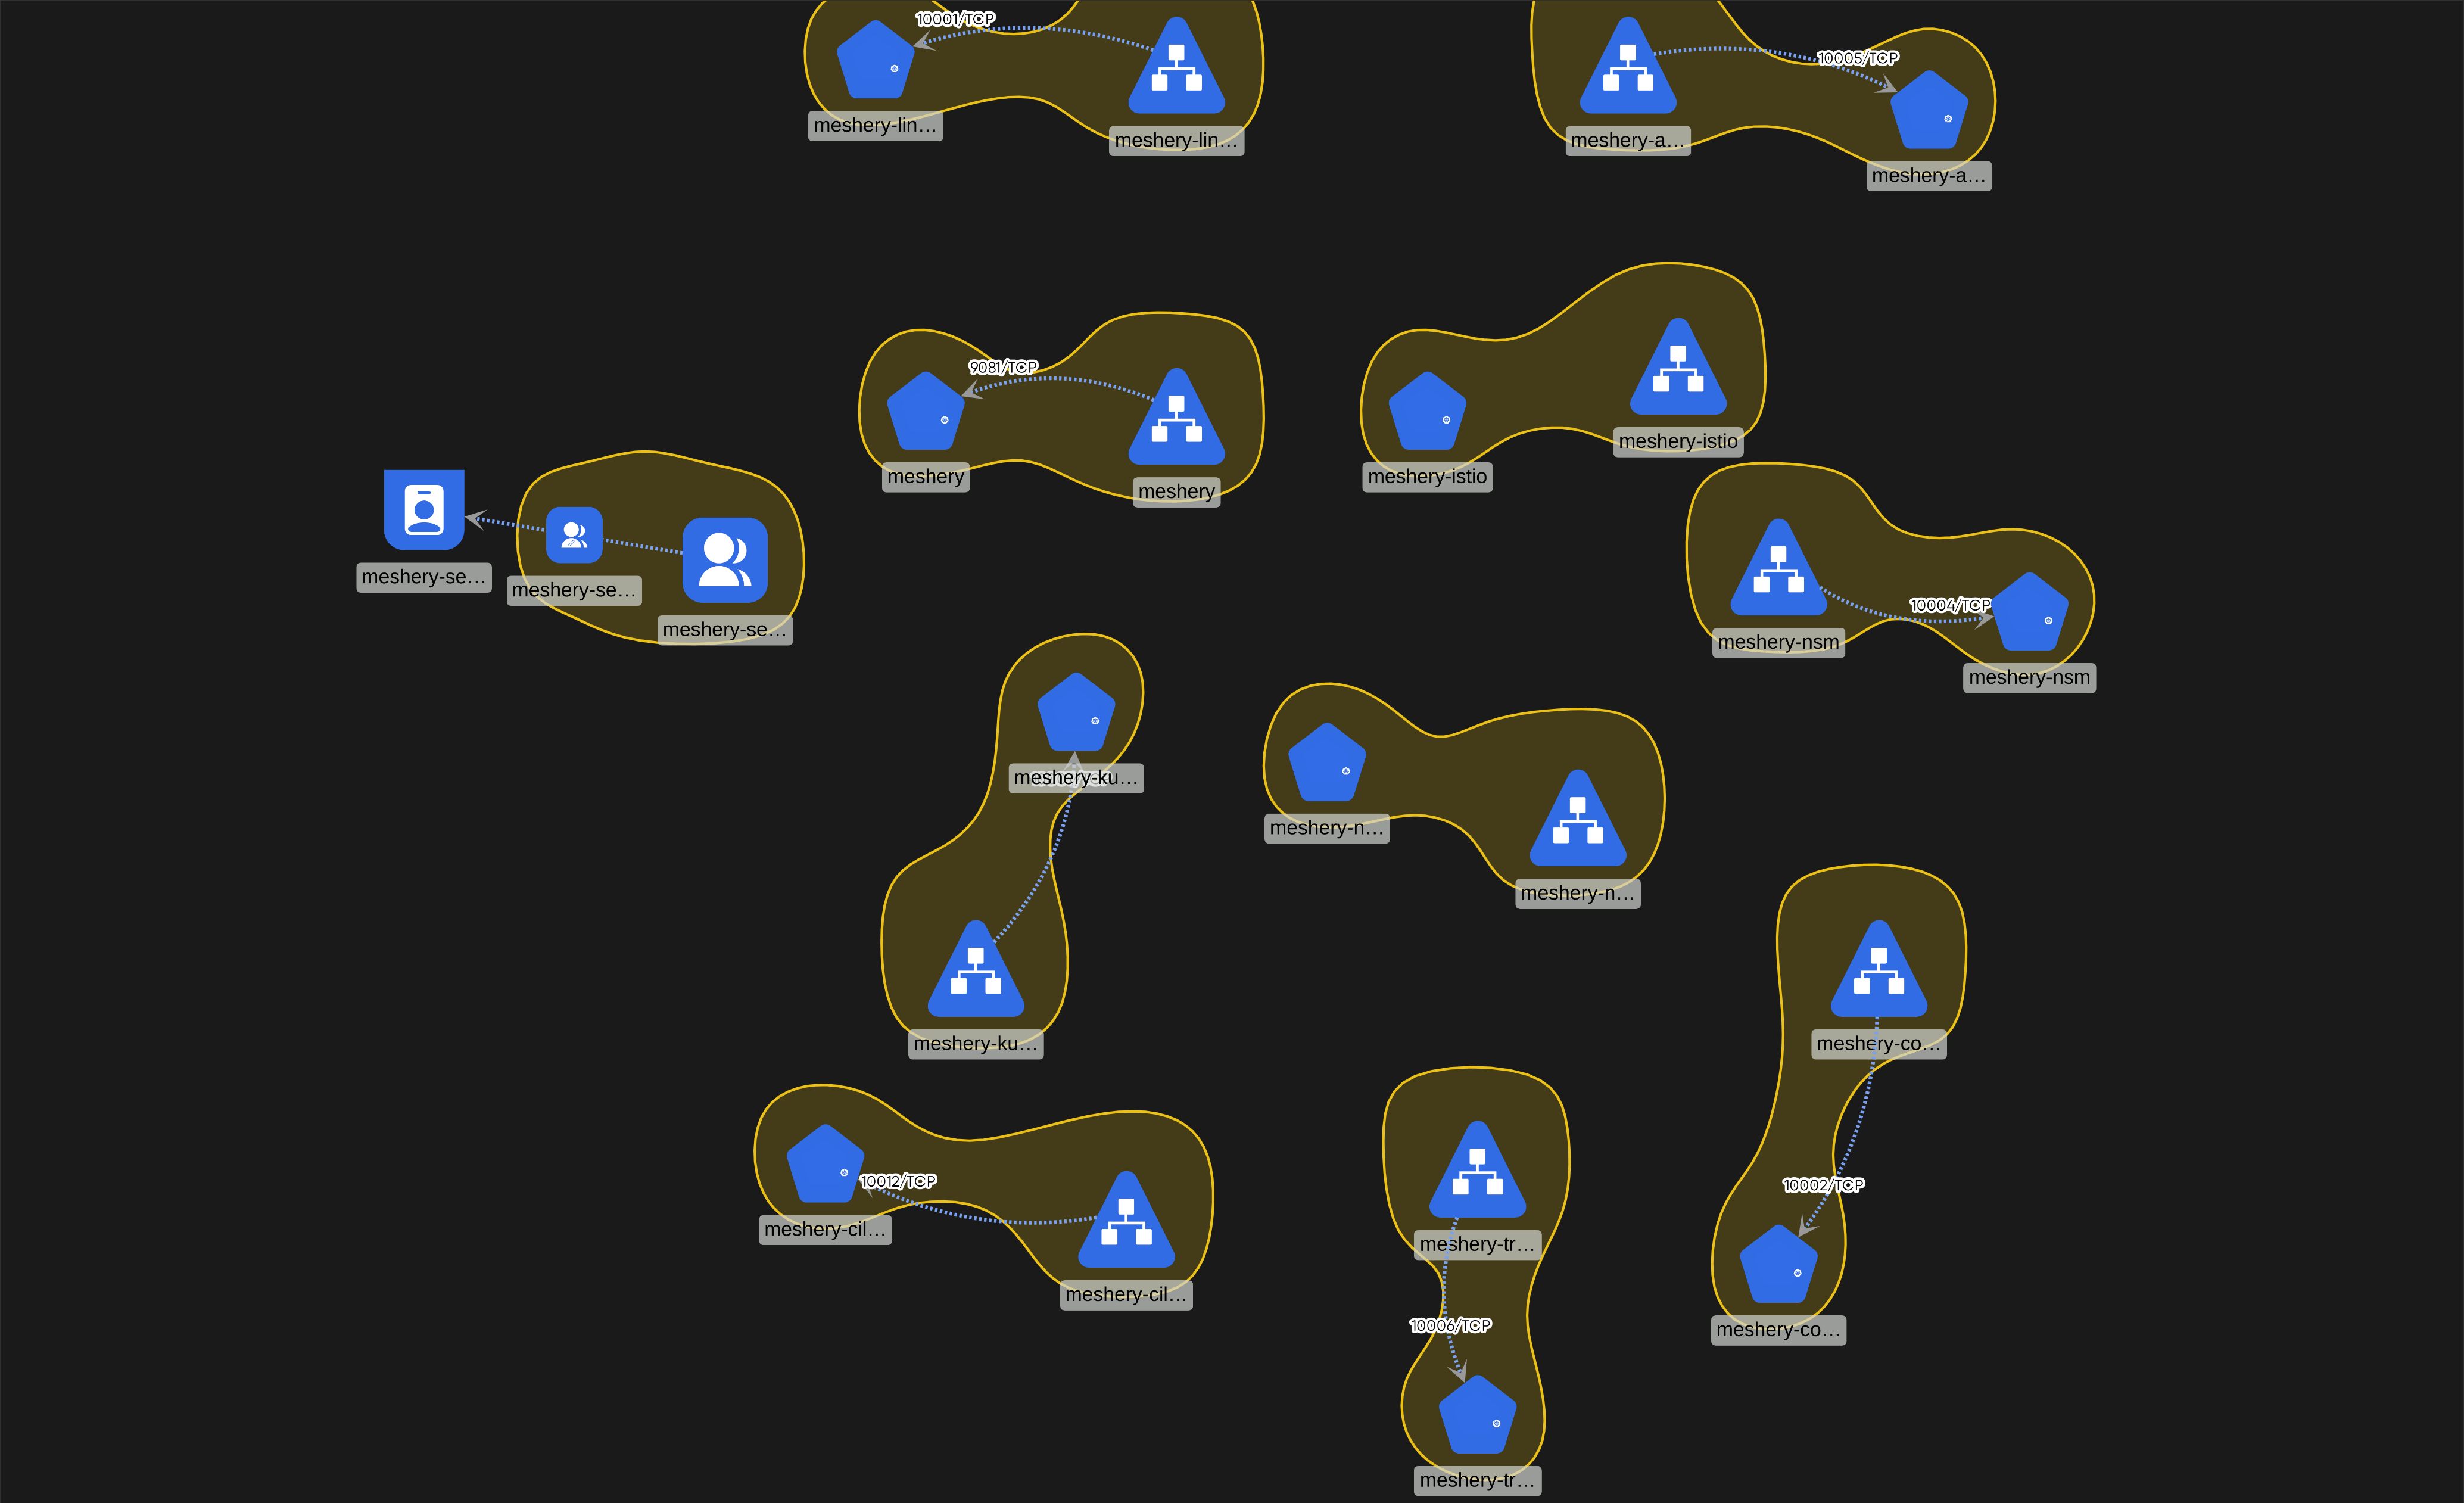 10001/TCP
10005/TCP
meshery-lin...
meshery-lin...
meshery-a...
meshery-a...
9081/TCP
meshery
meshery
meshery-istio
meshery-istio
meshery-se...
meshery-se...
meshery-se...
10004/TCP
meshery-nsm
meshery-nsm
meshery-ku...
meshery-n...
meshery-n...
meshery-ku...
meshery-co...
10012/TCP
10002/TCP
meshery-cil...
meshery-cil...
meshery-tr...
10006/TCP
meshery-co...
meshery-tr...